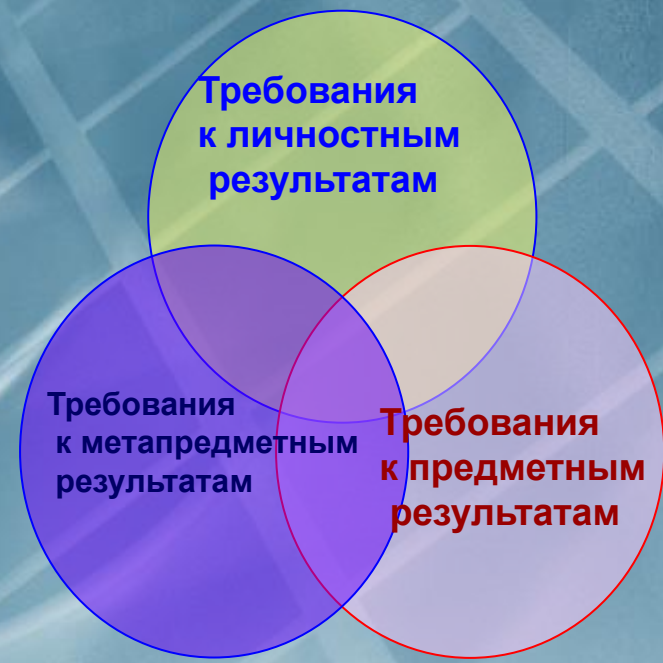 Требования
к личностным
результатам
Требования
к метапредметным
результатам
Требования
к предметным
результатам